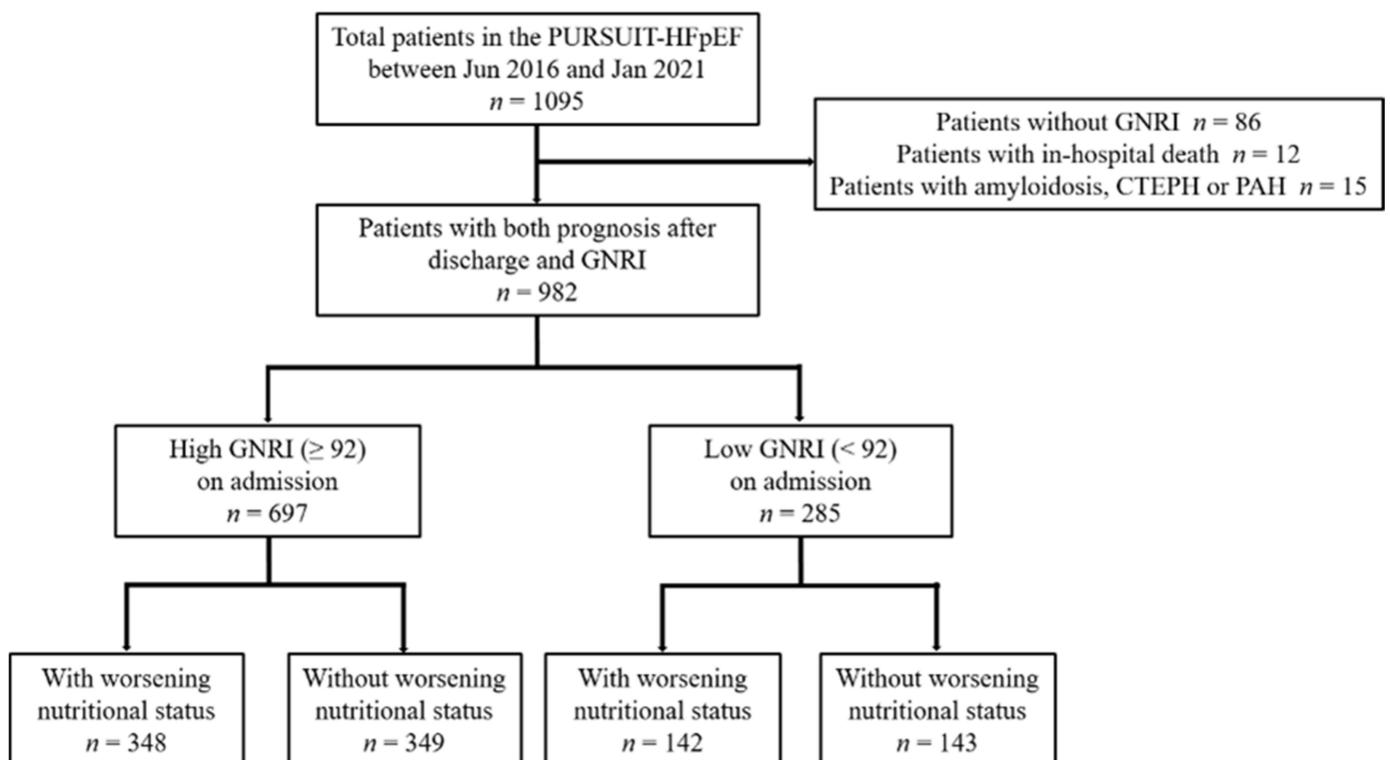 Total patients in the PURSUIT-HFpEF
between Jun 2016 and Jan 2021
n = 1095
Patients without GNRI n = 86
Patients with in-hospital death n = 12
Patients with amyloidosis, CTEPH or PAH n = 15
Patients with both prognosis after
discharge and GNRI
n = 982
High GNRI (≥ 92)
on admission
n = 697
Low GNRI (< 92)
on admission
n = 285
With worsening
nutritional status
n = 348
Without worsening
nutritional status
n = 349
With worsening
nutritional status
n = 142
Without worsening
nutritional status
n = 143